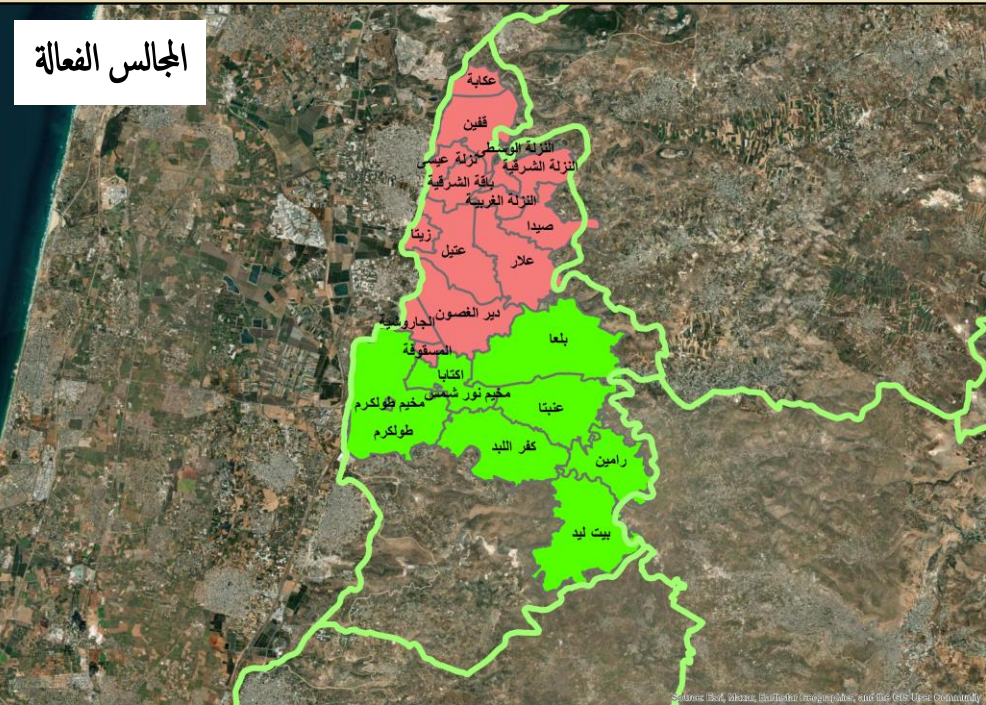 المجالس الفعالة
عكابة
قفين
النزلة الوسطى
نزلة عيسى
النزلة الشرقية
باقة الشرقية
النزلة الغربية
صيدا
زيتا
عتيل
علار
دير الغصون
الجاروشية
المسقوفة
بلعا
اكتابا
مخيم نور شمس
مخيم طولكرم
عنبتا
طولكرم
كفر اللبد
رامين
بيت ليد
Source: Esri, Maxar, Earthstar Geographics, and the GIS User Community